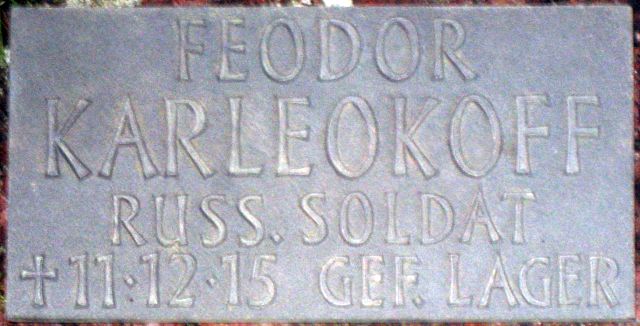 FEODOR
KARLEOKOFF
RUSS. SOLDAT
✝ 11·12·15 GEF. LAGER